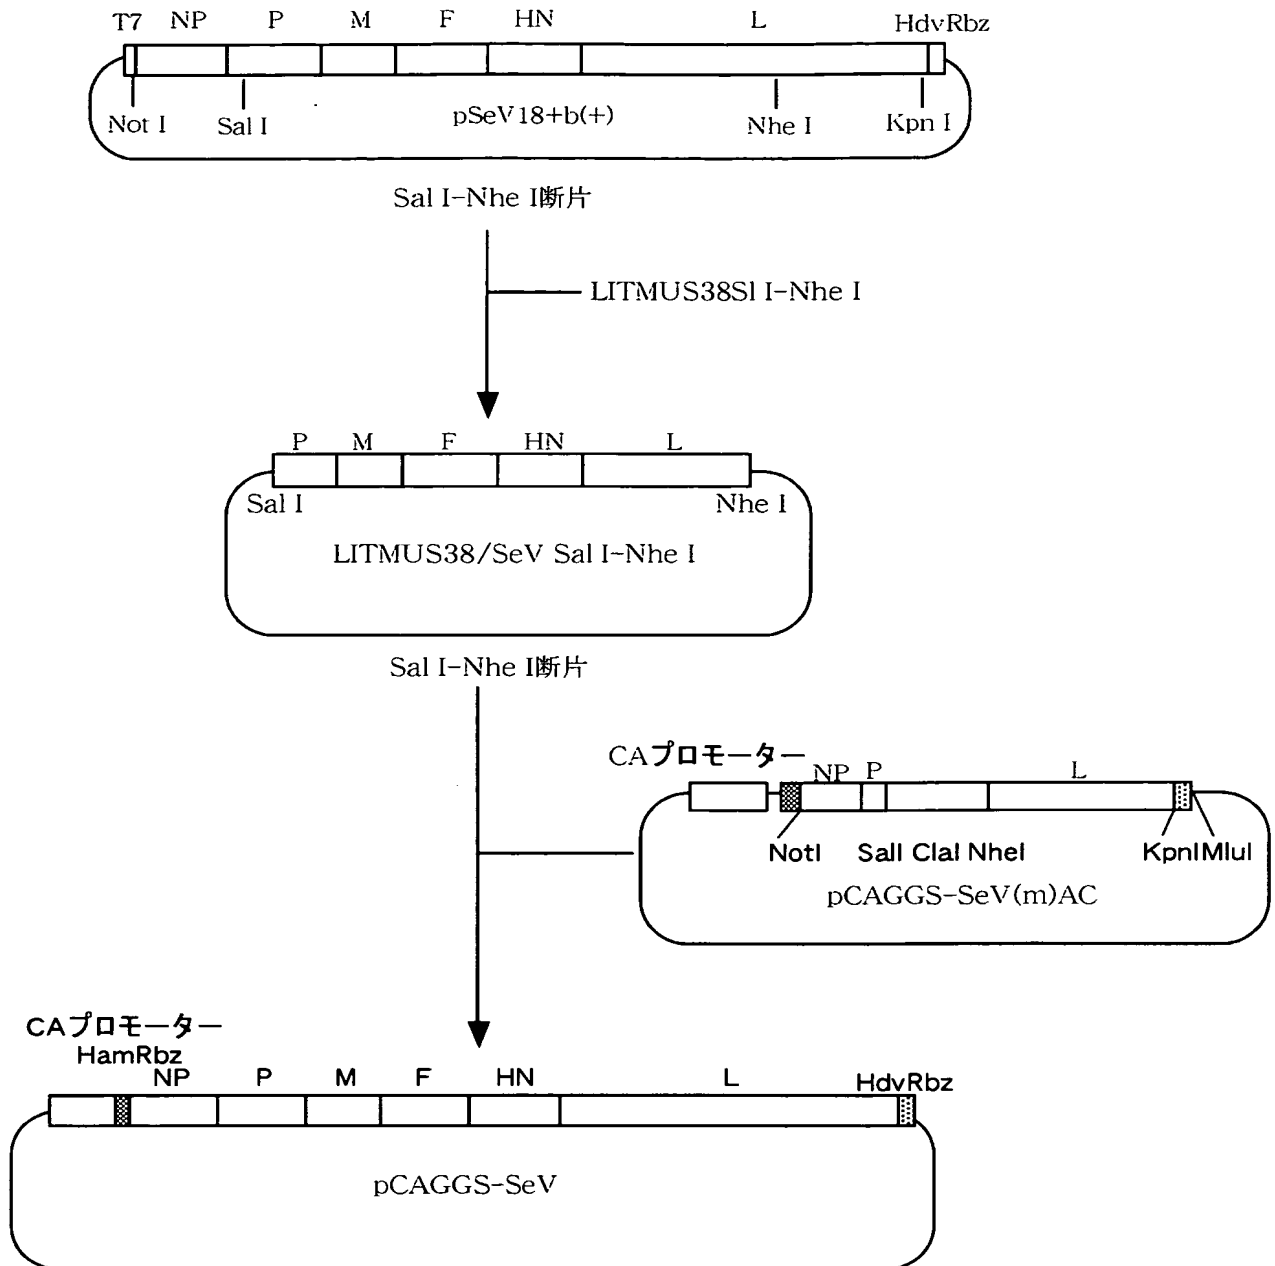 T7 NP P M F HN L HdvRbz
Not I Sal I pSeV18+b(+) Nhe I Kpn I
Sal I-Nhe I断片
LITMUS38Sl I-Nhe I
P M F HN L
Sal I Nhe I
LITMUS38/SeV Sal I-Nhe I
Sal I-Nhe I断片
CAプロモーター
NP P L
NotI SalI ClaI NheI KpnI MluI
pCAGGS-SeV(m)AC
CAプロモーター
HamRbz
NP P M F HN L HdvRbz
pCAGGS-SeV